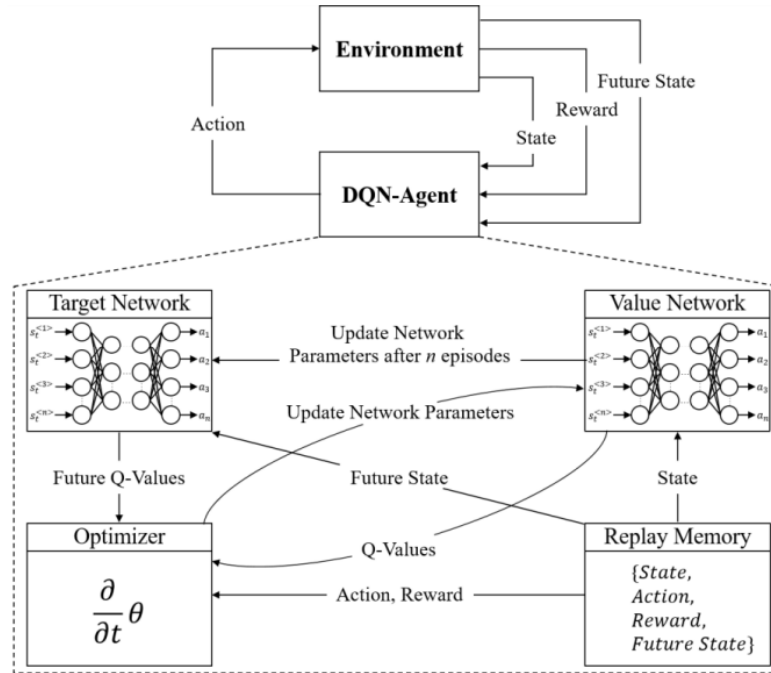 Environment
Future State
Reward
Action
State
DQN-Agent
Target Network
Value Network
s_t^{<1>}
s_t^{<2>}
s_t^{<3>}
s_t^{<n>}
a_1
a_2
a_3
a_n
Update Network
Parameters after n episodes
s_t^{<1>}
s_t^{<2>}
s_t^{<3>}
s_t^{<n>}
a_1
a_2
a_3
a_n
Update Network Parameters
Future Q-Values
Future State
State
Optimizer
Replay Memory
Q-Values
∂/∂t θ
Action, Reward
{State,
Action,
Reward,
Future State}